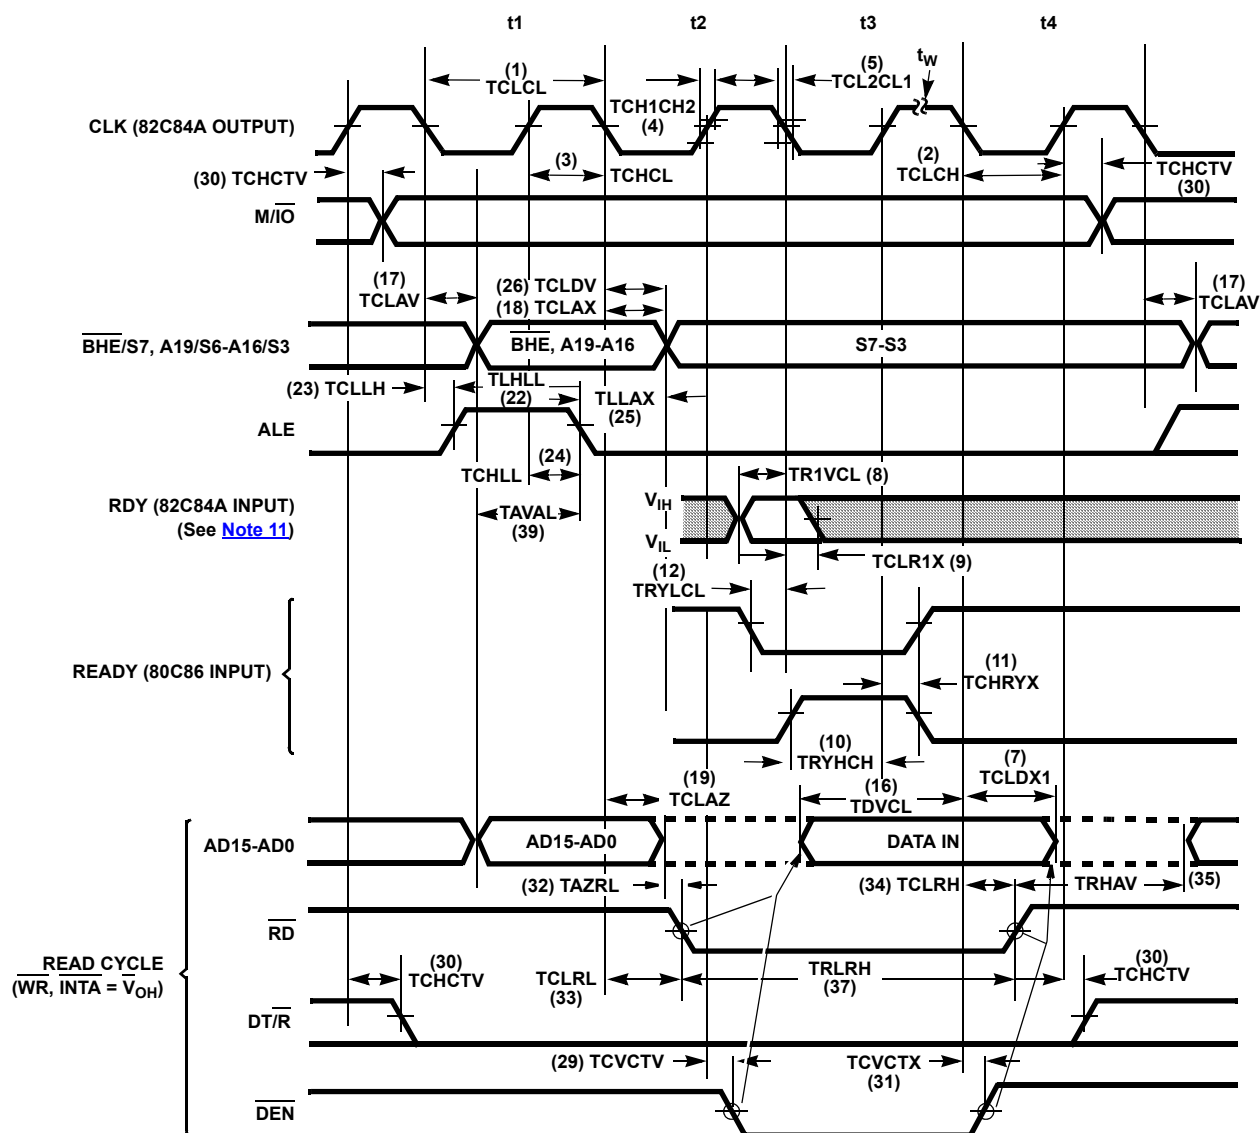 t1 t2 t3 t4
(1)
TCLCL
TCH1CH2
(4)
(5)
TCL2CL1
tW
CLK (82C84A OUTPUT)
(30) TCHCTV
(3)
TCHCL
(2)
TCLCH
TCHCTV
(30)
M/IO
(17)
TCLAV
(26) TCLDV
(18) TCLAX
(17)
TCLAV
BHE/S7, A19/S6-A16/S3
BHE, A19-A16
S7-S3
(23) TCLLH
TLHLL
(22)
TLLAX
(25)
ALE
(24)
TCHLL
TR1VCL (8)
RDY (82C84A INPUT)
(See Note 11)
VIH
VIL
TAVAL
(39)
TCLR1X (9)
(12)
TRYLCL
READY (80C86 INPUT)
(11)
TCHRYX
(10)
TRYHCH
(19)
TCLAZ
(16)
TDVCL
(7)
TCLDX1
AD15-AD0
AD15-AD0
DATA IN
(32) TAZRL
(34) TCLRH
TRHAV
(35)
RD
READ CYCLE
(WR, INTA = VOH)
(30)
TCHCTV
TCLRL
(33)
TRLRH
(37)
(30)
TCHCTV
DT/R
(29) TCVCTV
TCVCTX
(31)
DEN